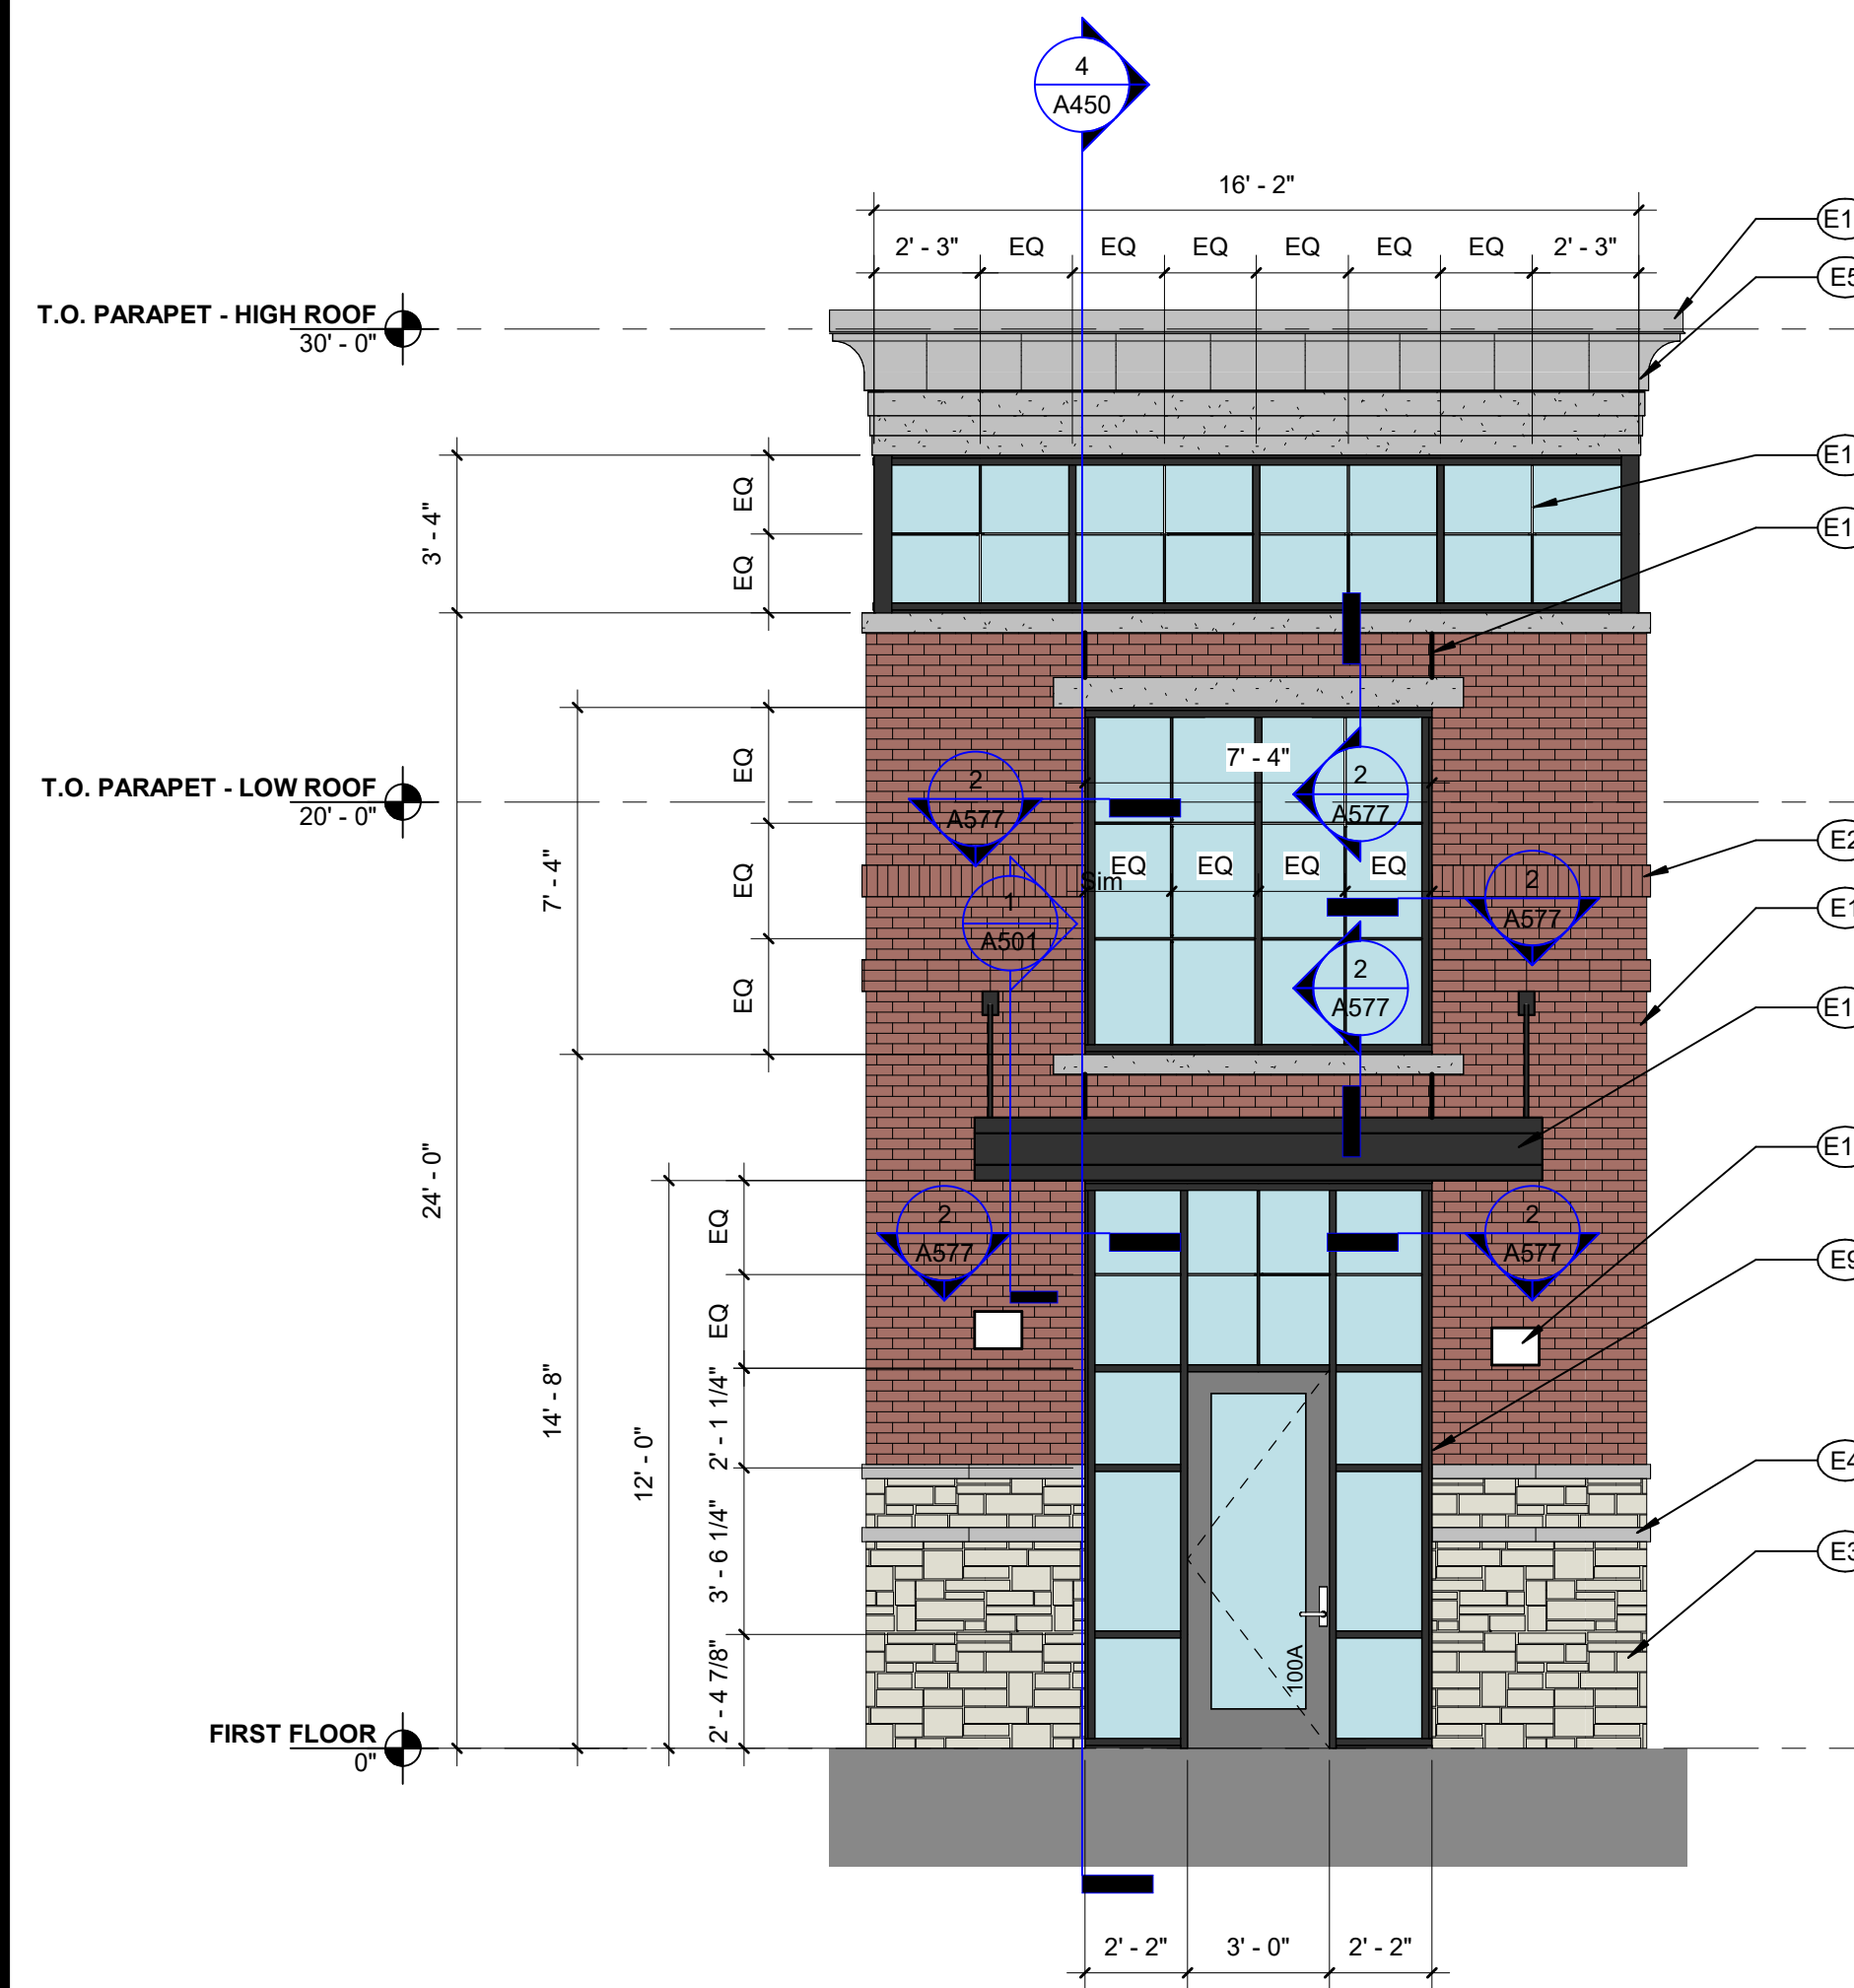 4
A450
16' - 2"
2' - 3" EQ EQ EQ EQ EQ EQ 2' - 3"
T.O. PARAPET - HIGH ROOF
30' - 0"
3' - 4"
EQ
EQ
T.O. PARAPET - LOW ROOF
20' - 0"
7' - 4"
EQ
EQ
EQ
7' - 4"
2
A577
2
A577
EQ EQ EQ EQ
Sim
1
A501
2
A577
2
A577
24' - 0"
14' - 8"
12' - 0"
EQ
EQ
2' - 1 1/4"
3' - 6 1/4"
2' - 4 7/8"
2
A577
2
A577
100A
FIRST FLOOR
0"
2' - 2" 3' - 0" 2' - 2"
E4
E3